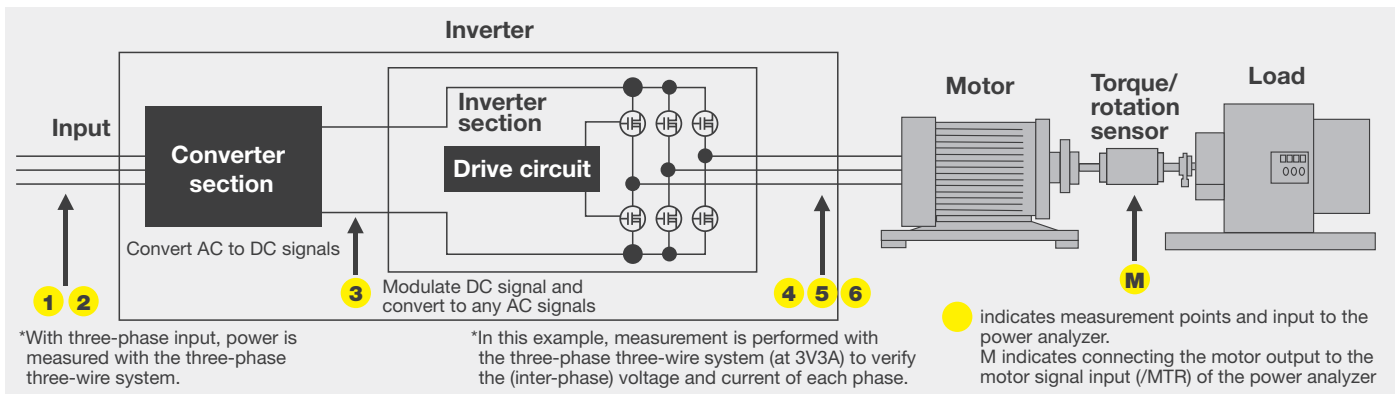 Inverter
Input
Converter
section
Convert AC to DC signals
Inverter
section
Drive circuit
Modulate DC signal and
convert to any AC signals
Motor
Torque/
rotation
sensor
Load
1 2
3
4 5 6
M
*With three-phase input, power is
measured with the three-phase
three-wire system.
*In this example, measurement is performed with
the three-phase three-wire system (at 3V3A) to verify
the (inter-phase) voltage and current of each phase.
indicates measurement points and input to the
power analyzer.
M indicates connecting the motor output to the
motor signal input (/MTR) of the power analyzer